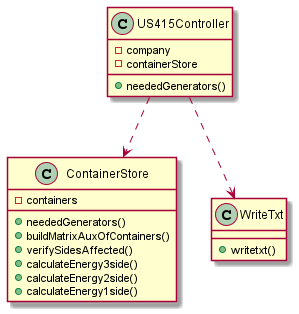 C US415Controller
company
containerStore
neededGenerators()
C ContainerStore
containers
neededGenerators()
buildMatrixAuxOfContainers()
verifySidesAffected()
calculateEnergy3side()
calculateEnergy2side()
calculateEnergy1side()
C WriteTxt
writetxt()